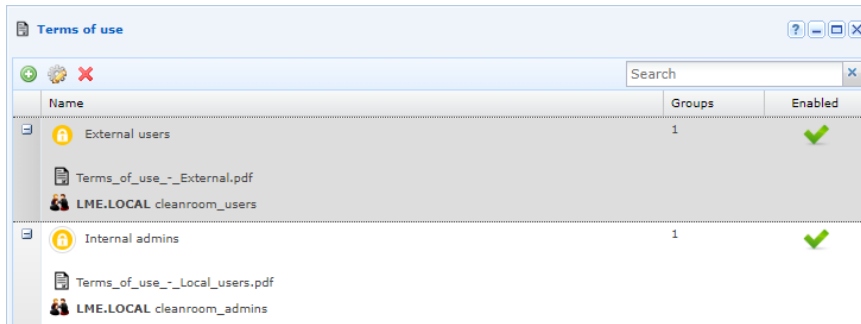 Terms of use
?
Search
Name Groups Enabled
External users 1
Terms_of_use_-_External.pdf
LME.LOCAL cleanroom_users
Internal admins 1
Terms_of_use_-_Local_users.pdf
LME.LOCAL cleanroom_admins